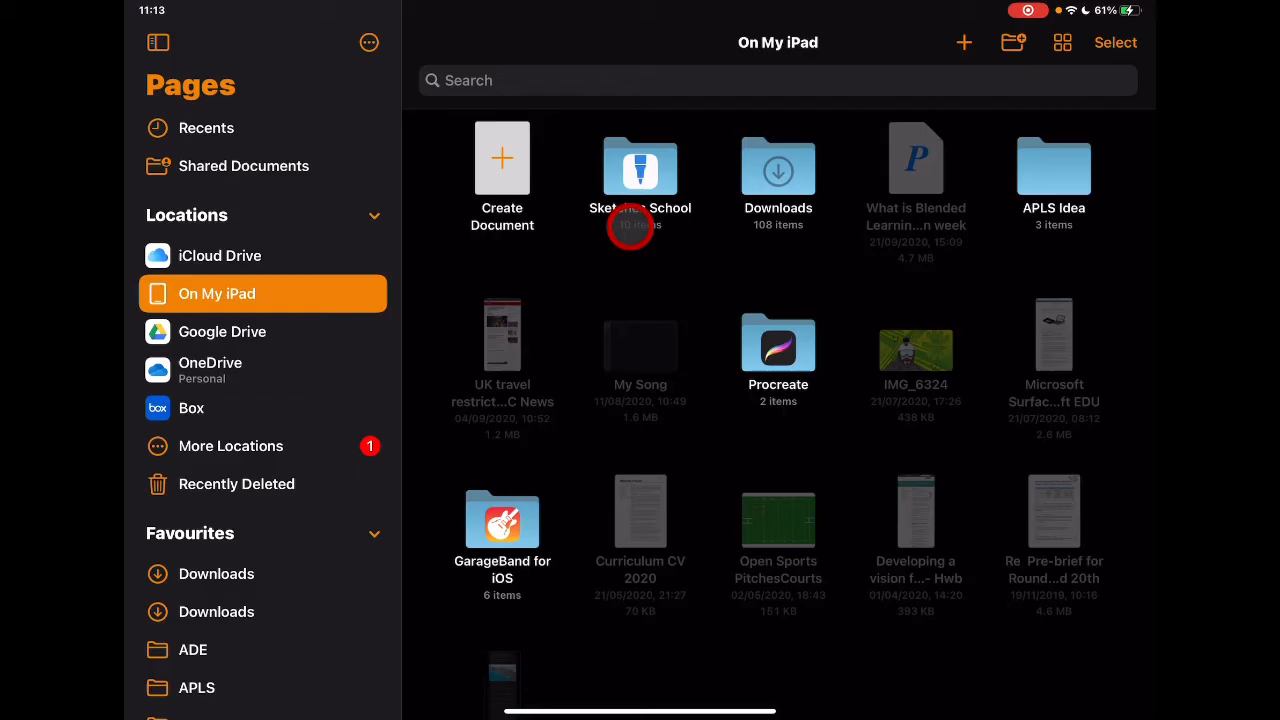 11:13
61%
Pages
Recents
Shared Documents
Locations
iCloud Drive
On My iPad
Google Drive
OneDrive
Personal
box
Box
More Locations
1
Recently Deleted
Favourites
Downloads
Downloads
ADE
APLS
On My iPad
Select
Search
Create
Document
Sketches School
10 items
Downloads
108 items
P
What is Blended
Learnin...n week
21/09/2020, 15:09
4.7 MB
APLS Idea
3 items
UK travel
restrict...C News
04/09/2020, 10:52
1.2 MB
My Song
11/08/2020, 10:49
1.6 MB
Procreate
2 items
IMG_6324
21/07/2020, 17:26
438 KB
Microsoft
Surfac...ft EDU
21/07/2020, 08:12
2.6 MB
GarageBand for
iOS
6 items
Curriculum CV
2020
21/05/2020, 21:27
70 KB
Open Sports
PitchesCourts
02/05/2020, 18:43
151 KB
Developing a
vision f...- Hwb
01/04/2020, 14:20
393 KB
Re Pre-brief for
Round...d 20th
19/11/2019, 10:16
4.6 MB